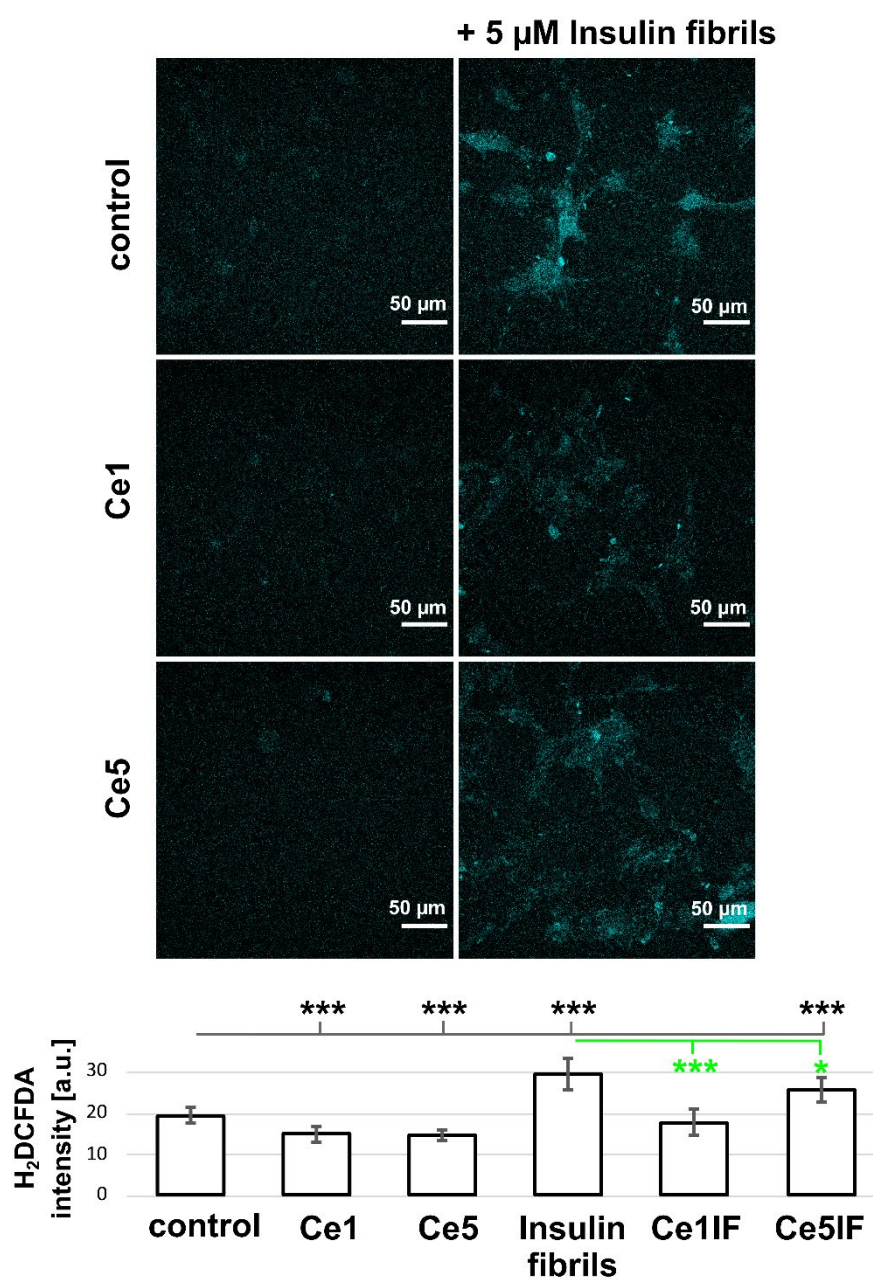 + 5 µM Insulin fibrils
control
50 µm
50 µm
Ce1
50 µm
50 µm
Ce5
50 µm
50 µm
*** *** *** ***
*** *
H₂DCFDA
intensity [a.u.]
30
20
10
0
control Ce1 Ce5 Insulin fibrils Ce1IF Ce5IF